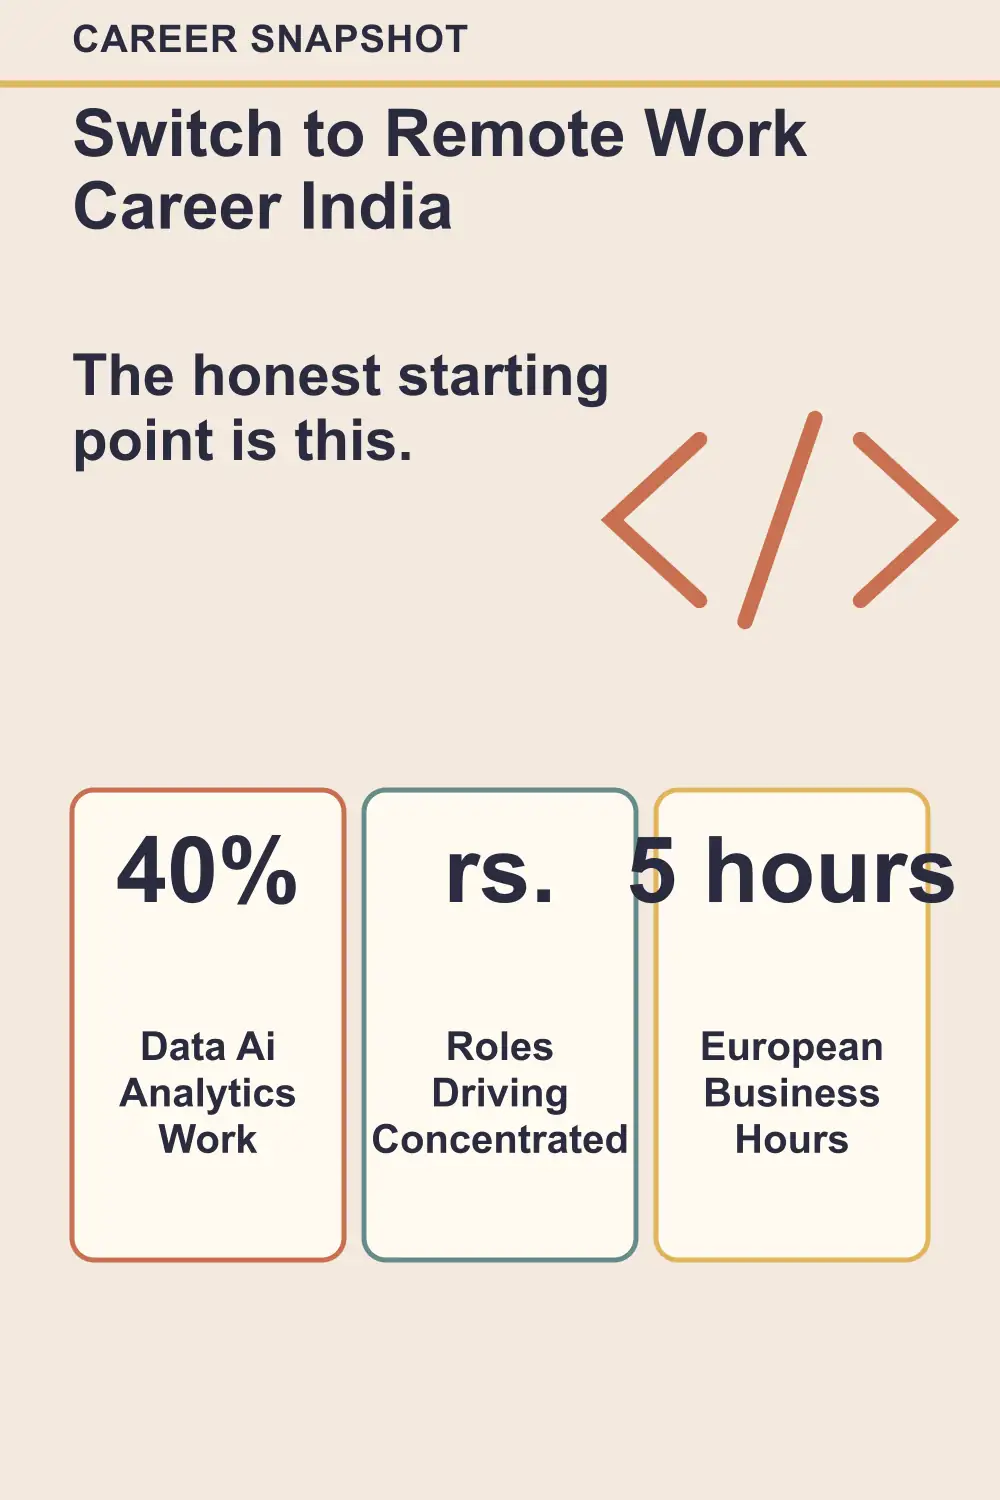 CAREER SNAPSHOT
Switch to Remote Work
Career India
The honest starting
point is this.
</>
40%
Data Ai
Analytics
Work
rs.
Roles
Driving
Concentrated
5 hours
European
Business
Hours